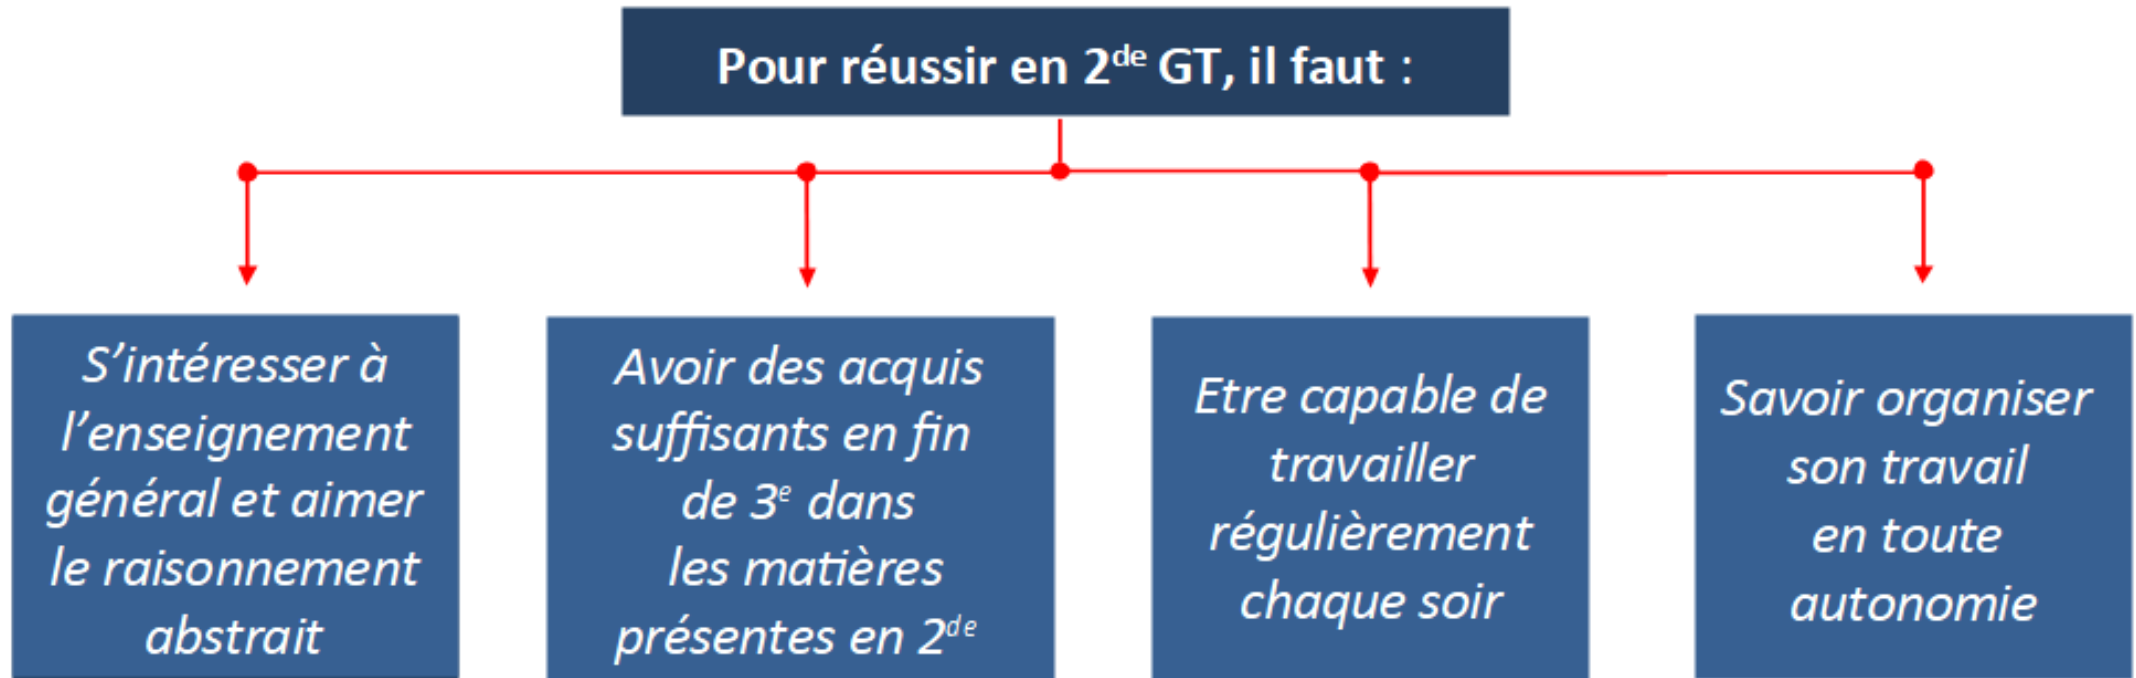 Pour réussir en 2de GT, il faut :
S’intéresser à
l’enseignement
général et aimer
le raisonnement
abstrait
Avoir des acquis
suffisants en fin
de 3e dans
les matières
présentes en 2de
Etre capable de
travailler
régulièrement
chaque soir
Savoir organiser
son travail
en toute
autonomie